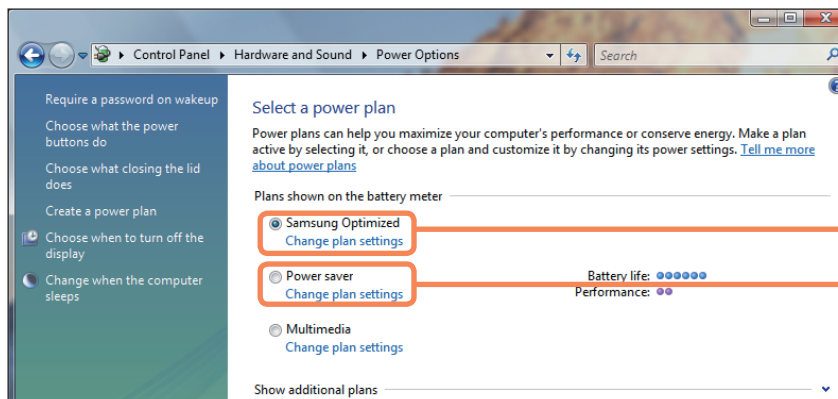 Control Panel Hardware and Sound Power Options Search
Require a password on wakeup
Choose what the power
buttons do
Choose what closing the lid
does
Create a power plan
Choose when to turn off the
display
Change when the computer
sleeps
Select a power plan
Power plans can help you maximize your computer's performance or conserve energy. Make a plan
active by selecting it, or choose a plan and customize it by changing its power settings. Tell me more
about power plans
Plans shown on the battery meter
Samsung Optimized
Change plan settings
Power saver Battery life:
Change plan settings Performance:
Multimedia
Change plan settings
Show additional plans